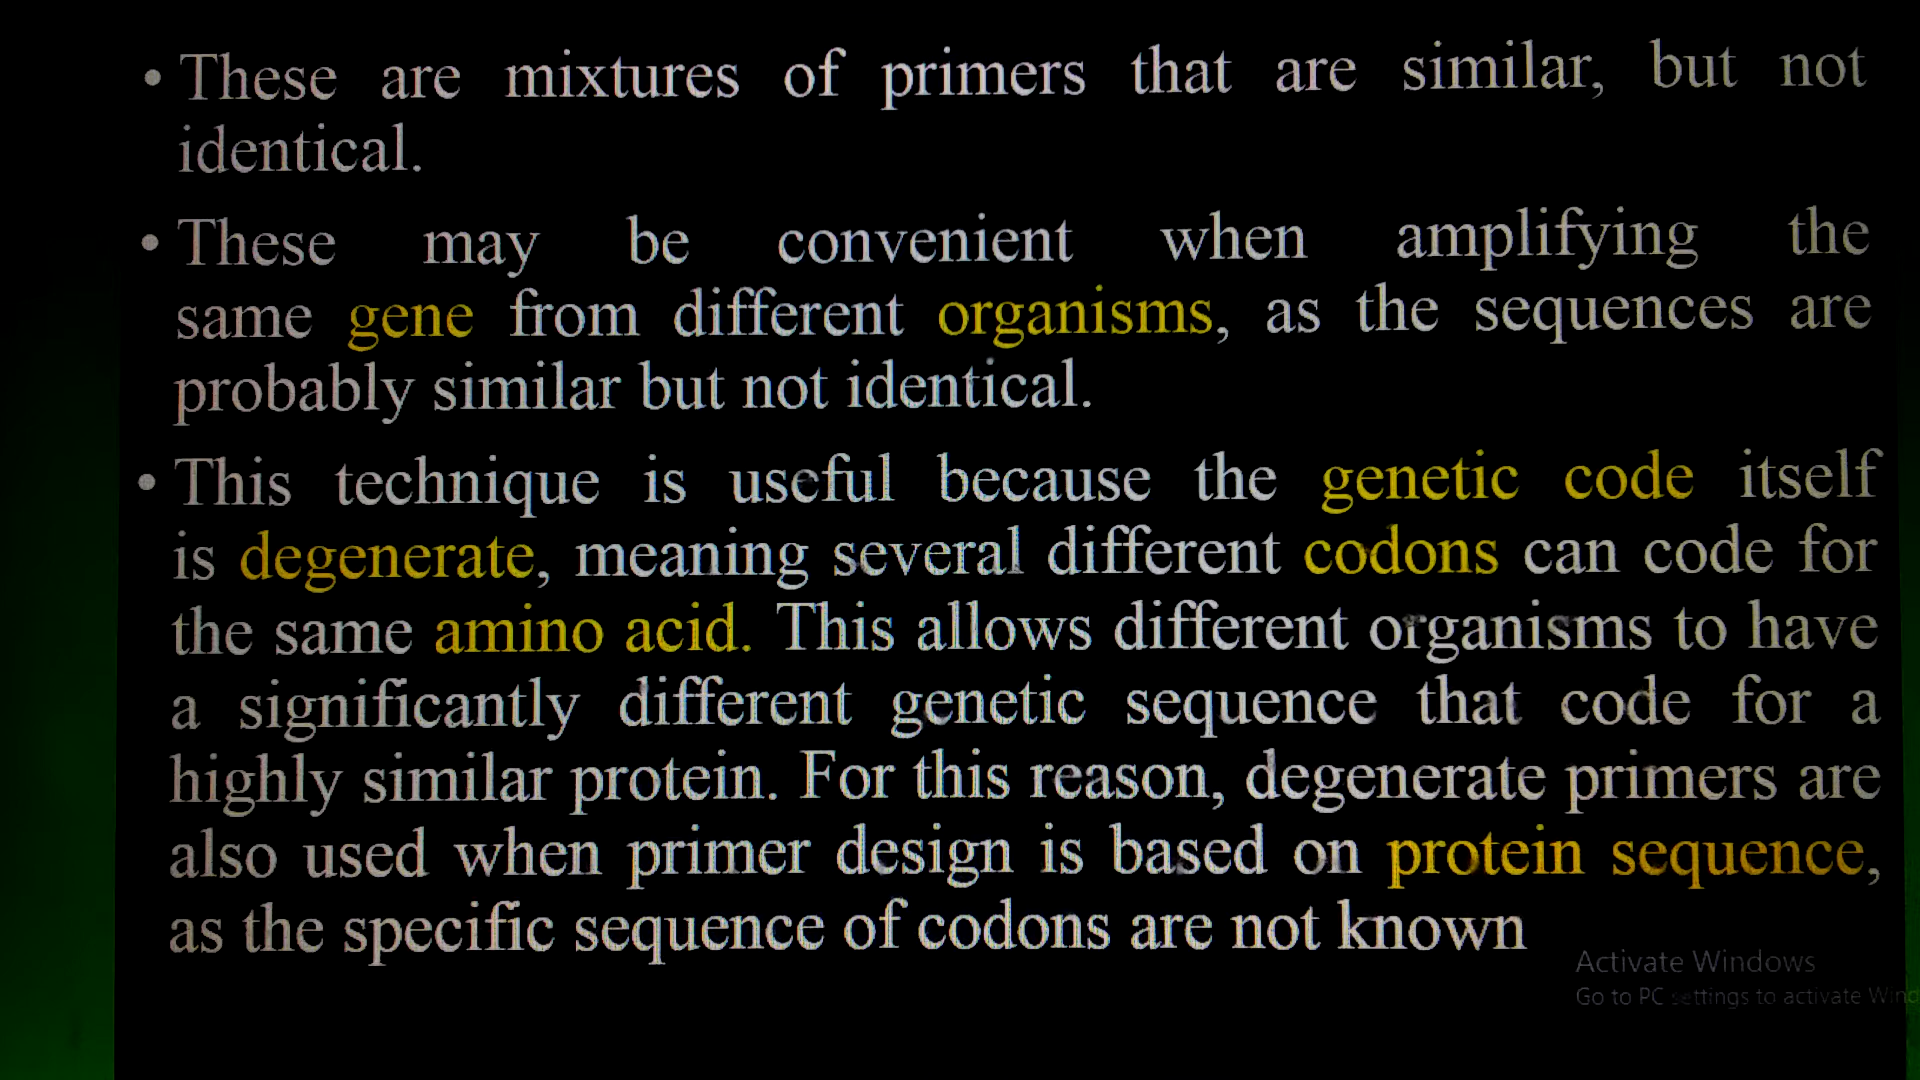 • These are mixtures of primers that are similar, but not
identical.
• These may be convenient when amplifying the
same gene from different organisms, as the sequences are
probably similar but not identical.
• This technique is useful because the genetic code itself
is degenerate, meaning several different codons can code for
the same amino acid. This allows different organisms to have
a significantly different genetic sequence that code for a
highly similar protein. For this reason, degenerate primers are
also used when primer design is based on protein sequence,
as the specific sequence of codons are not known
Activate Windows
Go to PC settings to activate Wind